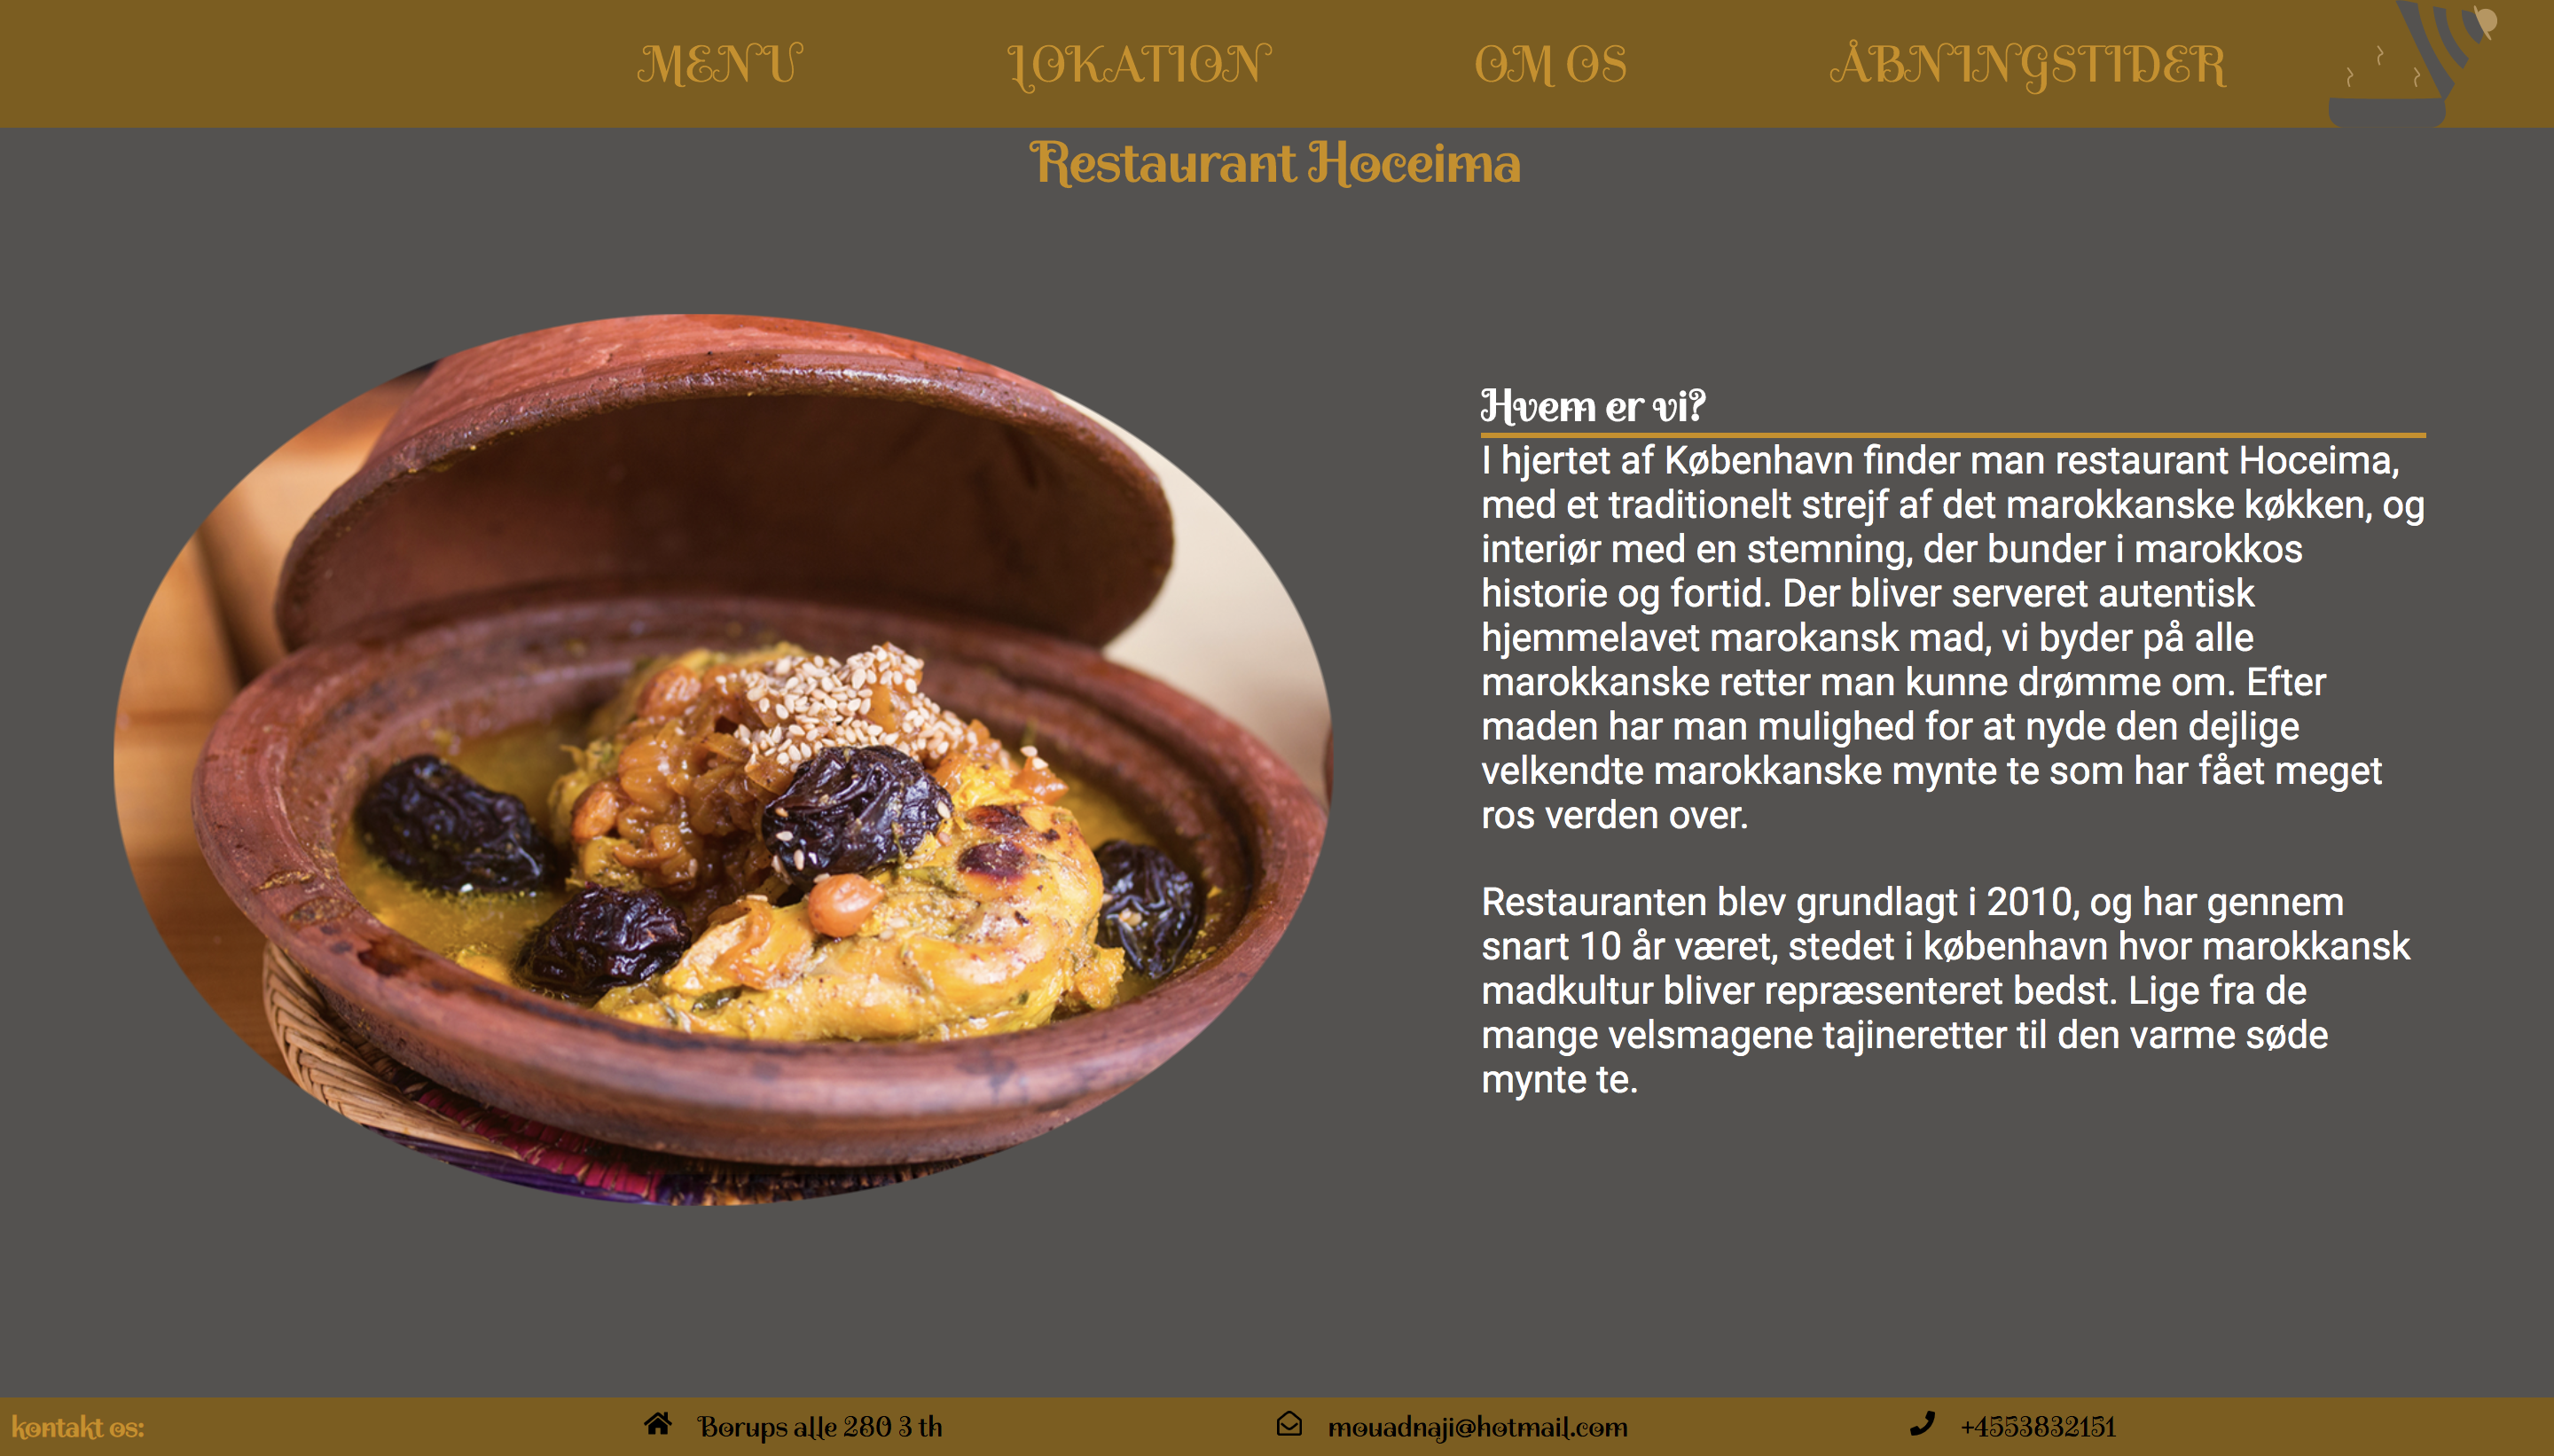 MENU LOKATION OM OS ÅBNINGSTIDER
Restaurant Hoceima
Hvem er vi?
I hjertet af København finder man restaurant Hoceima,
med et traditionelt strejf af det marokkanske køkken, og
interiør med en stemning, der bunder i marokkos
historie og fortid. Der bliver serveret autentisk
hjemmelavet marokansk mad, vi byder på alle
marokkanske retter man kunne drømme om. Efter
maden har man mulighed for at nyde den dejlige
velkendte marokkanske mynte te som har fået meget
ros verden over.
Restauranten blev grundlagt i 2010, og har gennem
snart 10 år været, stedet i københavn hvor marokkansk
madkultur bliver repræsenteret bedst. Lige fra de
mange velsmagene tajineretter til den varme søde
mynte te.
kontakt os: Borups alle 280 3 th mouadnaji@hotmail.com +4553832151